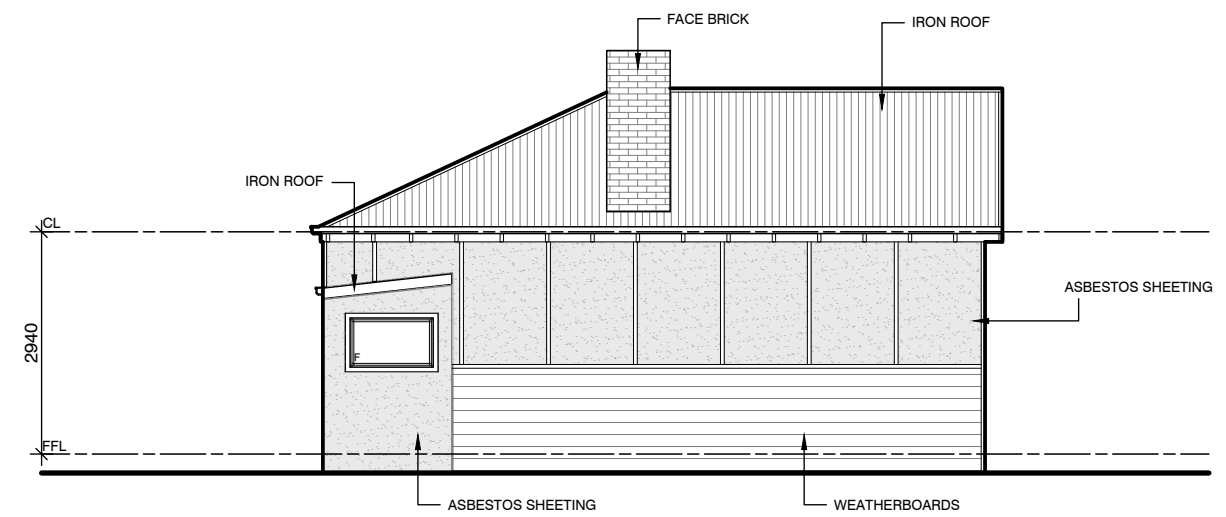 FACE BRICK
IRON ROOF
IRON ROOF
CL
ASBESTOS SHEETING
2940
F
FFL
ASBESTOS SHEETING
WEATHERBOARDS